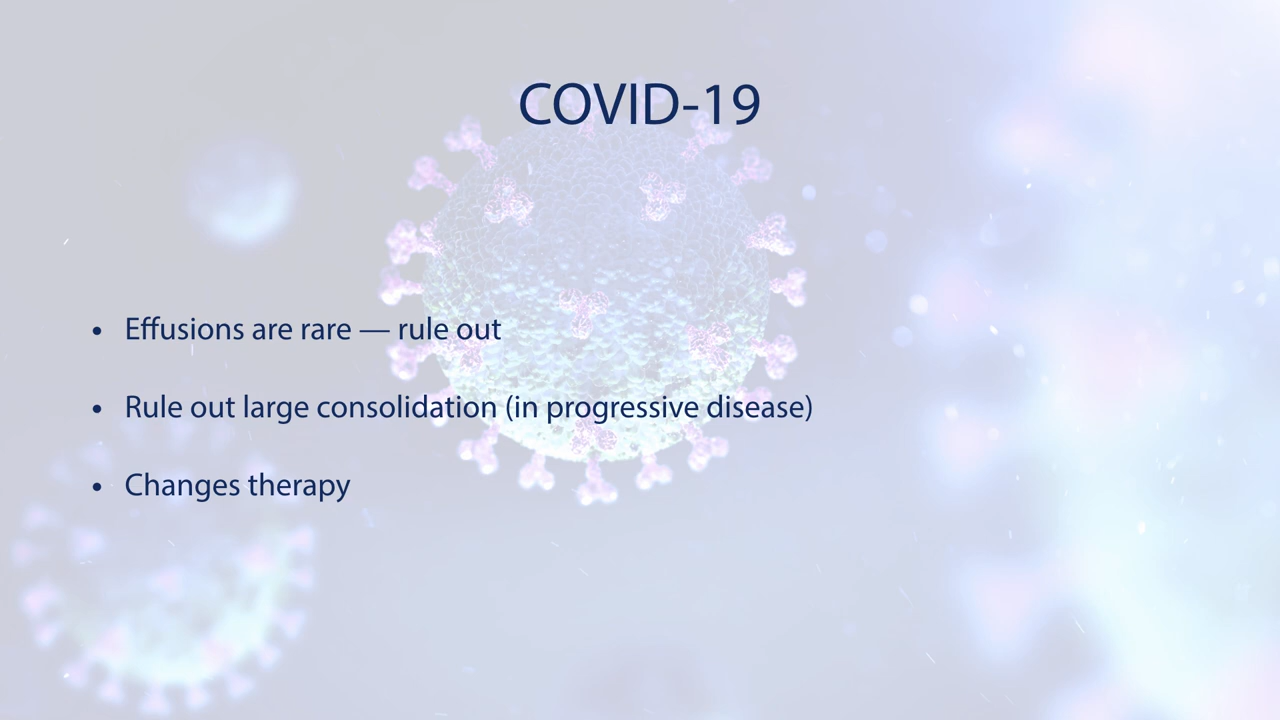 COVID-19
• Effusions are rare — rule out
• Rule out large consolidation (in progressive disease)
• Changes therapy